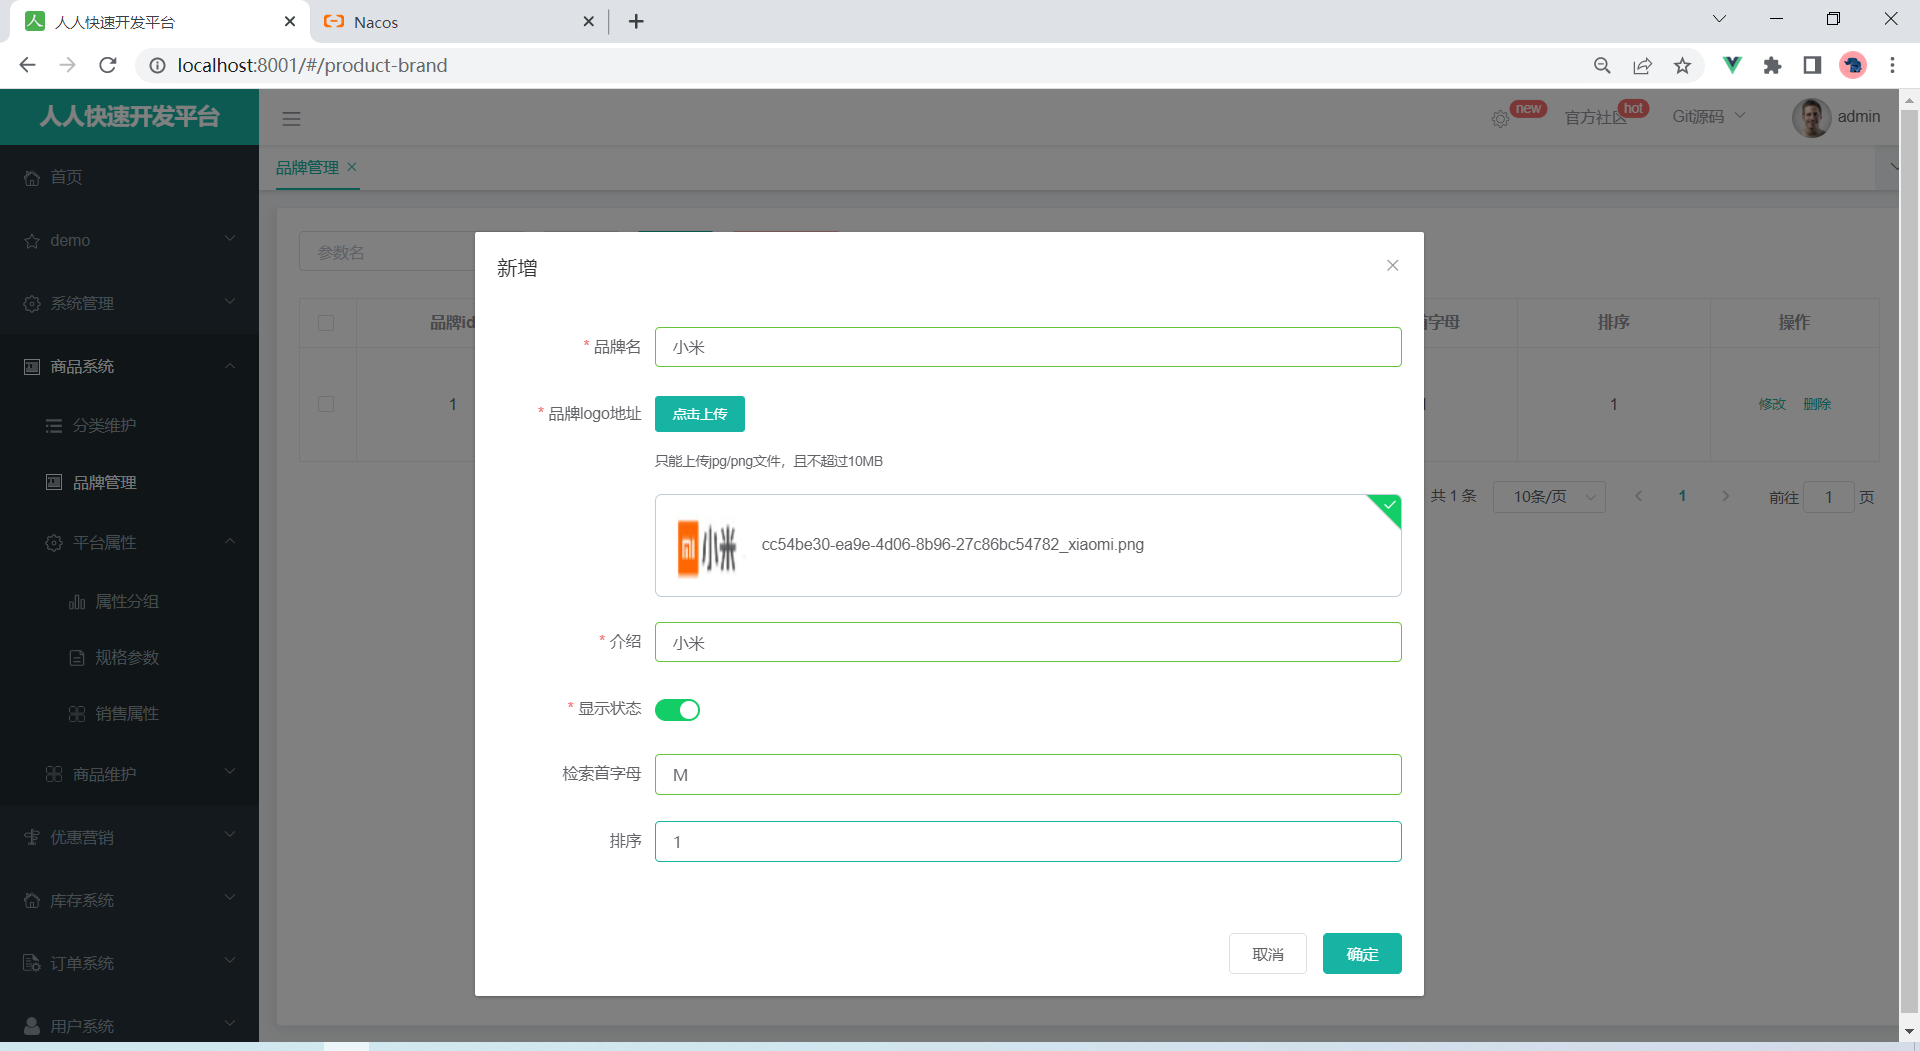 人人快速开发平台
Nacos
localhost:8001/#/product-brand
人人快速开发平台
new
官方社区
hot
Git源码
admin
品牌管理
首页
demo
系统管理
商品系统
分类维护
品牌管理
平台属性
属性分组
规格参数
销售属性
商品维护
优惠营销
库存系统
订单系统
用户系统
参数名
品牌id
字母
排序
操作
1
1
修改
删除
共 1 条
10条/页
1
前往
1
页
新增
* 品牌名
小米
* 品牌logo地址
点击上传
只能上传jpg/png文件，且不超过10MB
小米
cc54be30-ea9e-4d06-8b96-27c86bc54782_xiaomi.png
* 介绍
小米
* 显示状态
检索首字母
M
排序
1
取消
确定